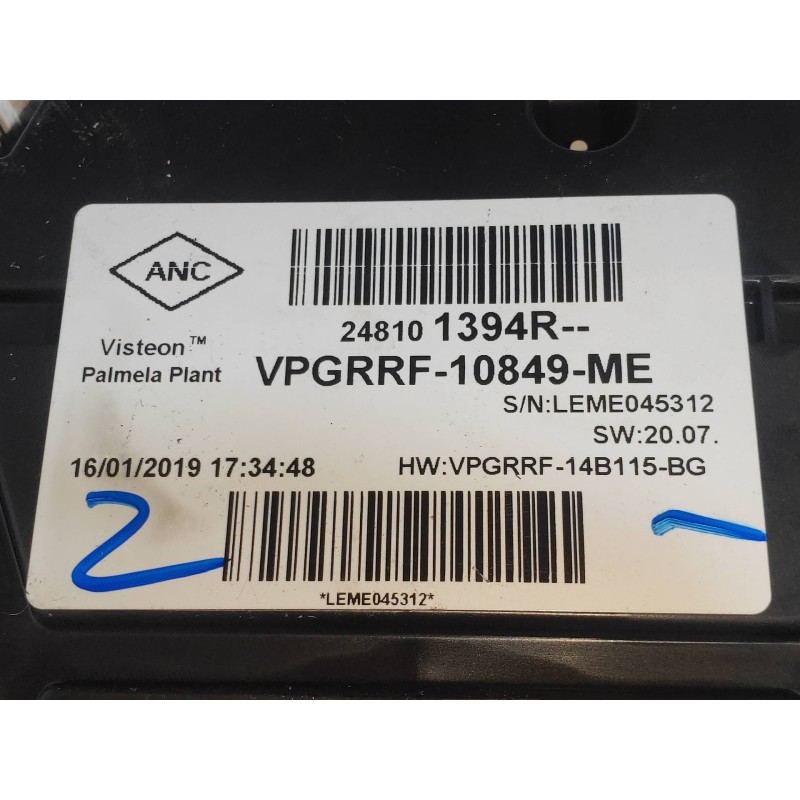 ANC
24810 1394R--
Visteon™
Palmela Plant
VPGRRF-10849-ME
S/N:LEME045312
SW:20.07.
16/01/2019 17:34:48
HW:VPGRRF-14B115-BG
2
*LEME045312*